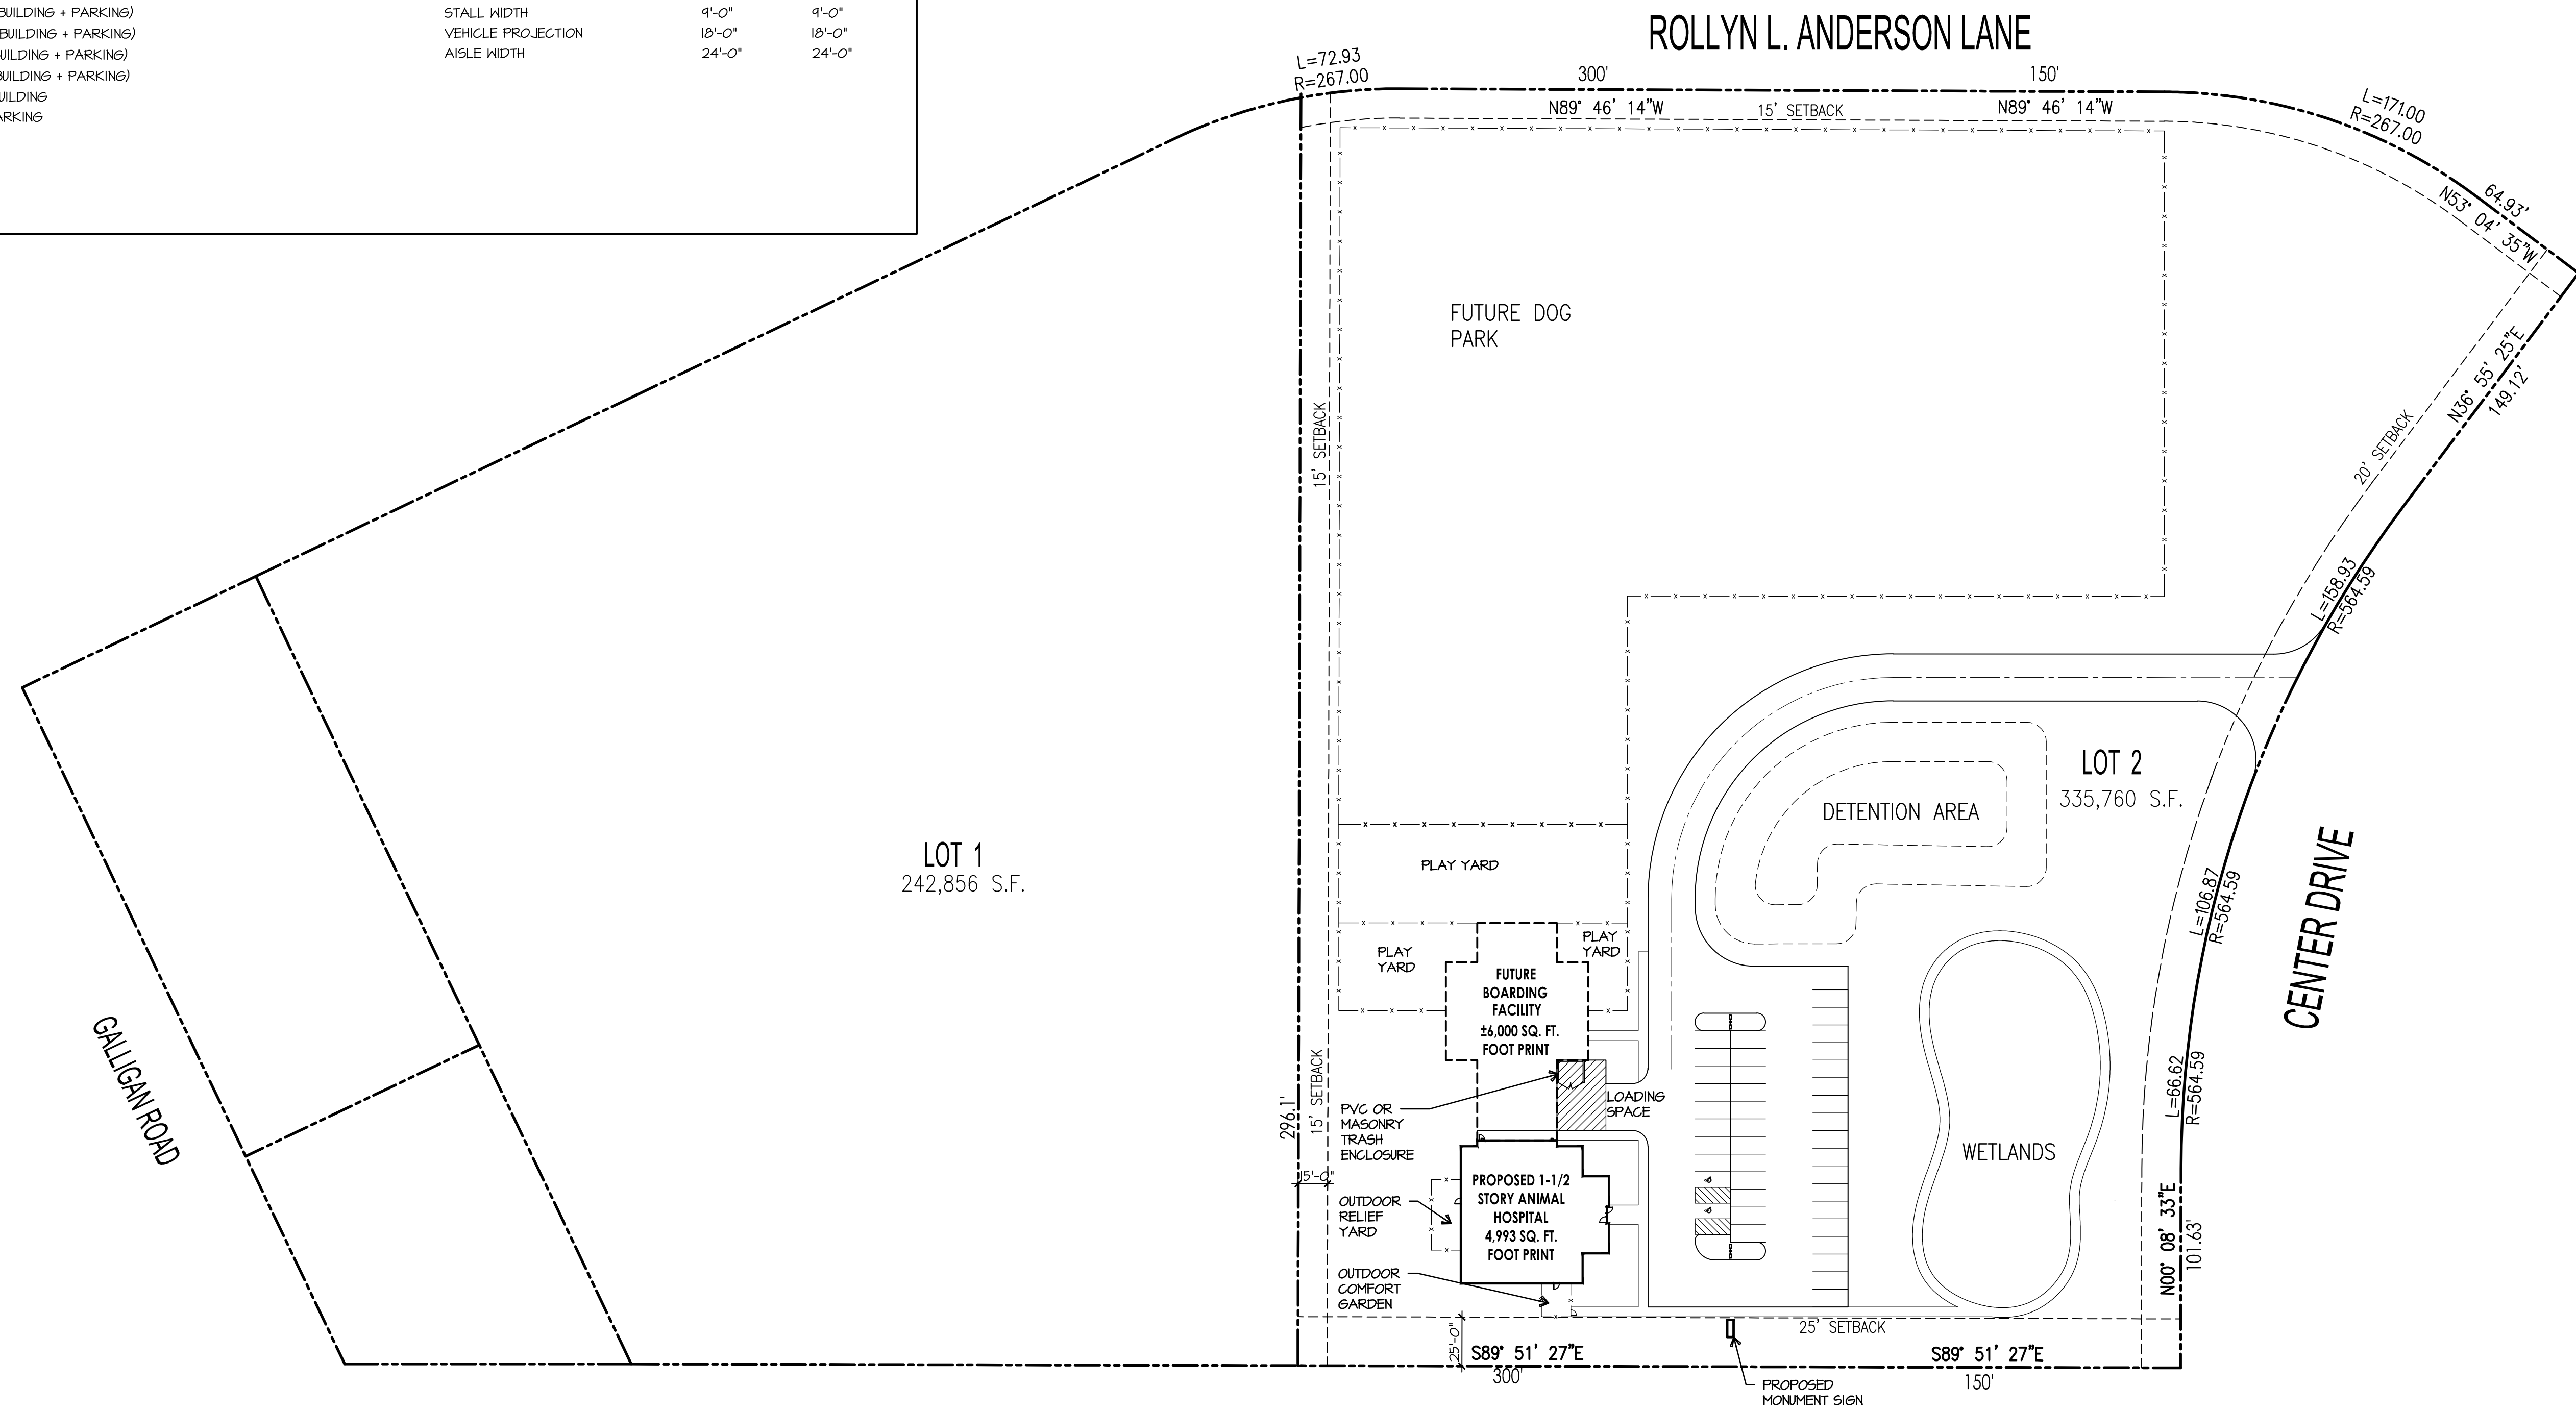 BUILDING + PARKING)
BUILDING + PARKING)
UILDING + PARKING)
BUILDING + PARKING)
UILDING
ARKING
STALL WIDTH 9'-0" 9'-0"
VEHICLE PROJECTION 18'-0" 18'-0"
AISLE WIDTH 24'-0" 24'-0"
ROLLYN L. ANDERSON LANE
L=72.93
R=267.00
300'
150'
N89° 46' 14"W
15' SETBACK
N89° 46' 14"W
L=171.00
R=267.00
64.93'
N53° 04' 35"W
FUTURE DOG
PARK
N36° 55' 25"E
149.12'
15' SETBACK
20' SETBACK
L=158.93
R=564.59
LOT 2
335,760 S.F.
DETENTION AREA
LOT 1
242,856 S.F.
PLAY YARD
CENTER DRIVE
L=106.87
R=564.59
PLAY
YARD
PLAY
YARD
FUTURE
BOARDING
FACILITY
±6,000 SQ. FT.
FOOT PRINT
GALLIGAN ROAD
296.1'
15' SETBACK
PVC OR
MASONRY
TRASH
ENCLOSURE
LOADING
SPACE
L=66.62
R=564.59
WETLANDS
15'-0"
OUTDOOR
RELIEF
YARD
PROPOSED 1-1/2
STORY ANIMAL
HOSPITAL
4,993 SQ. FT.
FOOT PRINT
N00° 08' 33"E
101.63'
OUTDOOR
COMFORT
GARDEN
25'-0"
25' SETBACK
S89° 51' 27"E
300'
S89° 51' 27"E
150'
PROPOSED
MONUMENT SIGN